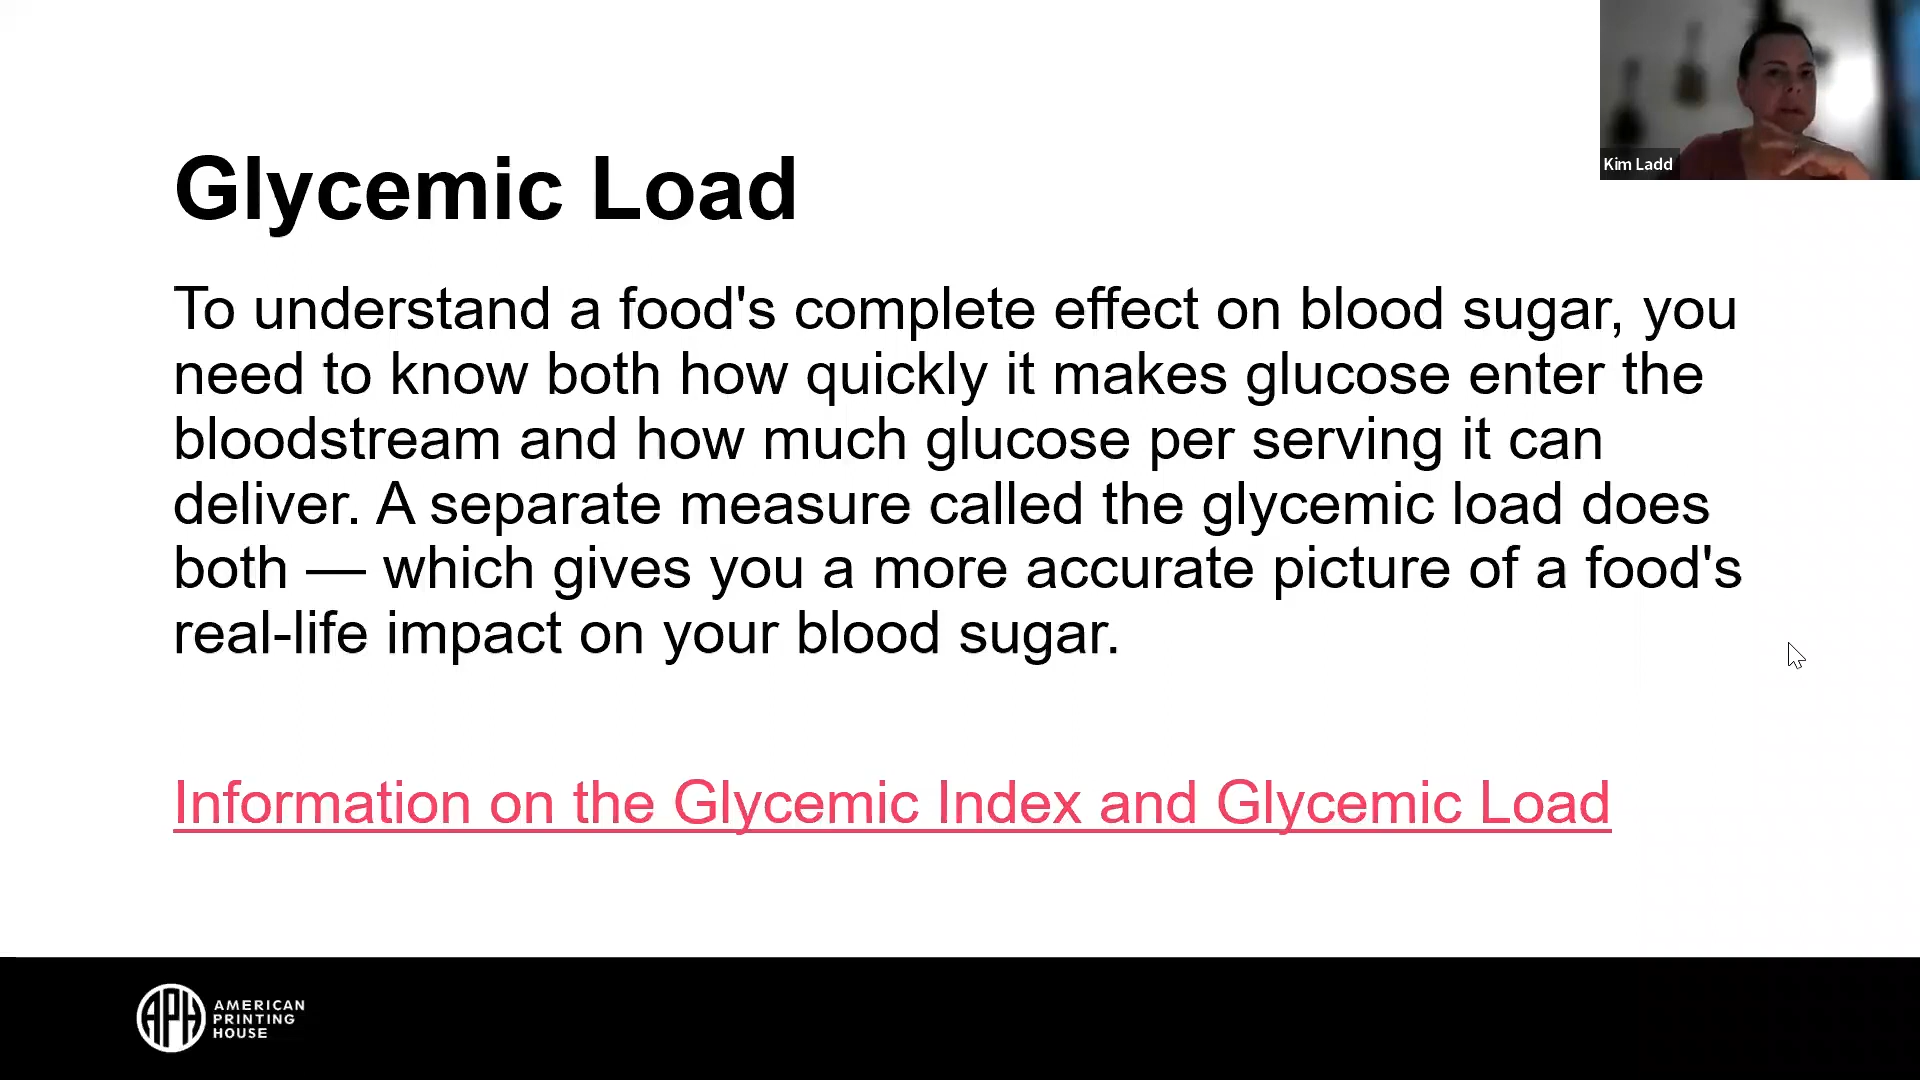 Kim Ladd
Glycemic Load
To understand a food's complete effect on blood sugar, you
need to know both how quickly it makes glucose enter the
bloodstream and how much glucose per serving it can
deliver. A separate measure called the glycemic load does
both — which gives you a more accurate picture of a food's
real-life impact on your blood sugar.
Information on the Glycemic Index and Glycemic Load
APH
AMERICAN
PRINTING
HOUSE